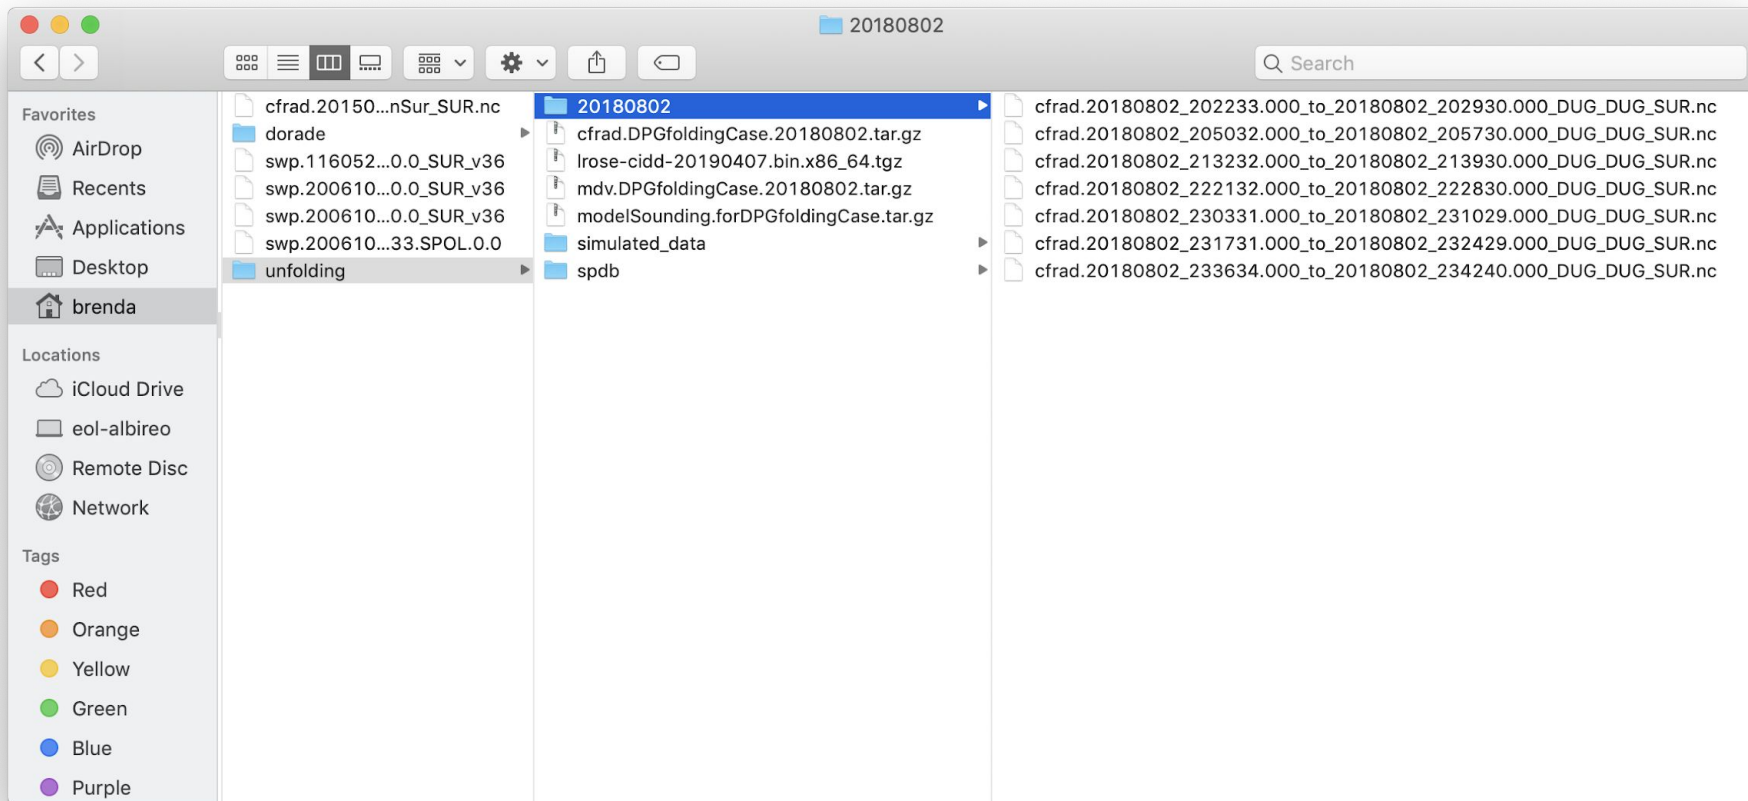 20180802
Search
Favorites
AirDrop
Recents
Applications
Desktop
brenda
Locations
iCloud Drive
eol-albireo
Remote Disc
Network
Tags
Red
Orange
Yellow
Green
Blue
Purple
cfrad.20150...nSur_SUR.nc
dorade
swp.116052...0.0_SUR_v36
swp.200610...0.0_SUR_v36
swp.200610...0.0_SUR_v36
swp.200610...33.SPOL.0.0
unfolding
20180802
cfrad.DPGfoldingCase.20180802.tar.gz
lrose-cidd-20190407.bin.x86_64.tgz
mdv.DPGfoldingCase.20180802.tar.gz
modelSounding.forDPGfoldingCase.tar.gz
simulated_data
spdb
cfrad.20180802_202233.000_to_20180802_202930.000_DUG_DUG_SUR.nc
cfrad.20180802_205032.000_to_20180802_205730.000_DUG_DUG_SUR.nc
cfrad.20180802_213232.000_to_20180802_213930.000_DUG_DUG_SUR.nc
cfrad.20180802_222132.000_to_20180802_222830.000_DUG_DUG_SUR.nc
cfrad.20180802_230331.000_to_20180802_231029.000_DUG_DUG_SUR.nc
cfrad.20180802_231731.000_to_20180802_232429.000_DUG_DUG_SUR.nc
cfrad.20180802_233634.000_to_20180802_234240.000_DUG_DUG_SUR.nc